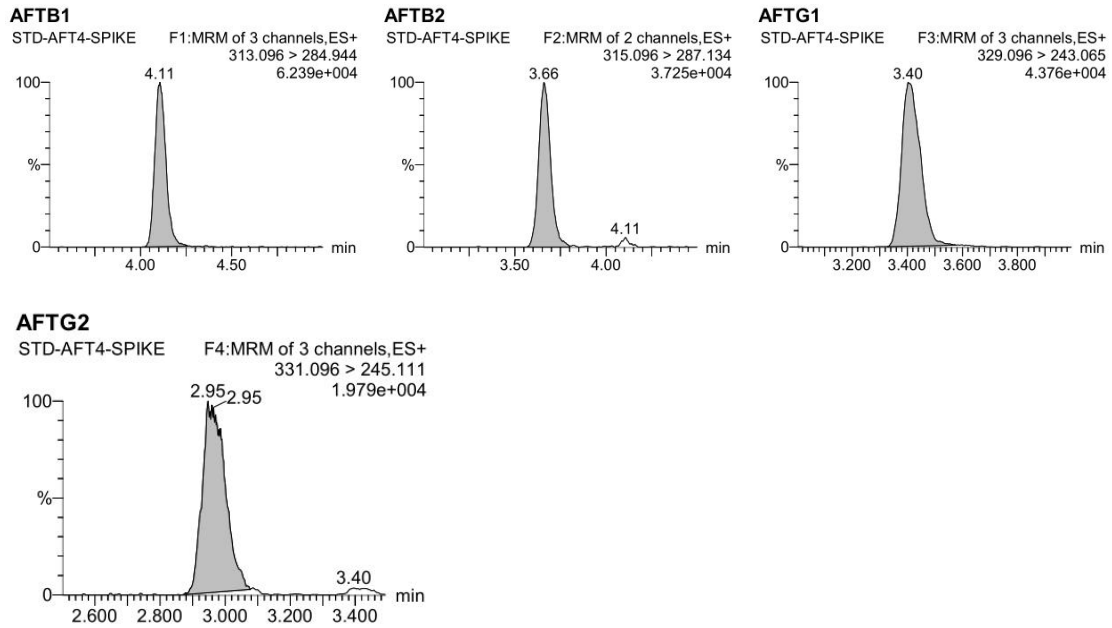 AFTB1
STD-AFT4-SPIKE F1:MRM of 3 channels,ES+
313.096 > 284.944
6.239e+004
4.11
100
%
0
4.00 4.50 min
AFTB2
STD-AFT4-SPIKE F2:MRM of 2 channels,ES+
315.096 > 287.134
3.725e+004
3.66
100
%
4.11
0
3.50 4.00 min
AFTG1
STD-AFT4-SPIKE F3:MRM of 3 channels,ES+
329.096 > 243.065
4.376e+004
3.40
100
%
0
3.200 3.400 3.600 3.800 min
AFTG2
STD-AFT4-SPIKE F4:MRM of 3 channels,ES+
331.096 > 245.111
1.979e+004
2.95 2.95
100
%
3.40
0
2.600 2.800 3.000 3.200 3.400 min